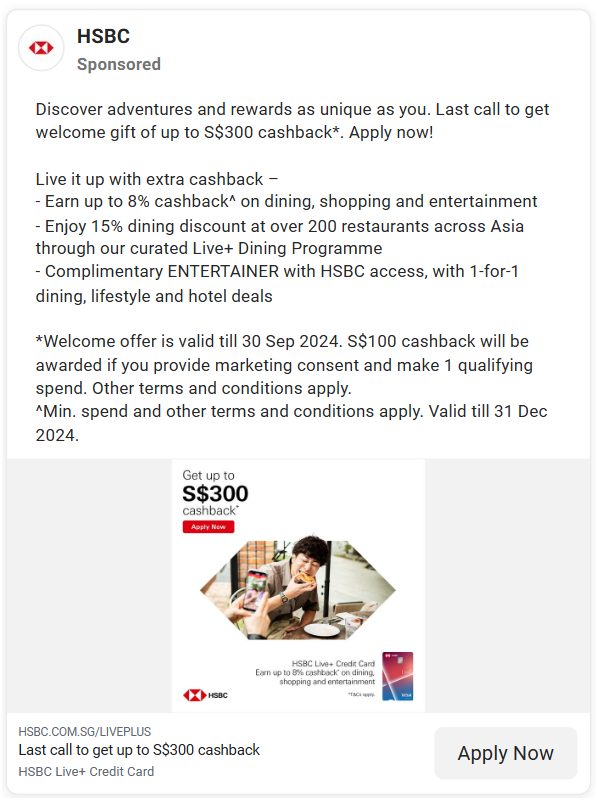 HSBC
Sponsored
Discover adventures and rewards as unique as you. Last call to get
welcome gift of up to S$300 cashback*. Apply now!
Live it up with extra cashback –
- Earn up to 8% cashback^ on dining, shopping and entertainment
- Enjoy 15% dining discount at over 200 restaurants across Asia
through our curated Live+ Dining Programme
- Complimentary ENTERTAINER with HSBC access, with 1-for-1
dining, lifestyle and hotel deals
*Welcome offer is valid till 30 Sep 2024. S$100 cashback will be
awarded if you provide marketing consent and make 1 qualifying
spend. Other terms and conditions apply.
^Min. spend and other terms and conditions apply. Valid till 31 Dec
2024.
Get up to
S$300
cashback*
Apply Now
HSBC Live+ Credit Card
Earn up to 8% cashback* on dining,
shopping and entertainment
*T&Cs apply.
HSBC
HSBC.COM.SG/LIVEPLUS
Last call to get up to S$300 cashback
HSBC Live+ Credit Card
Apply Now